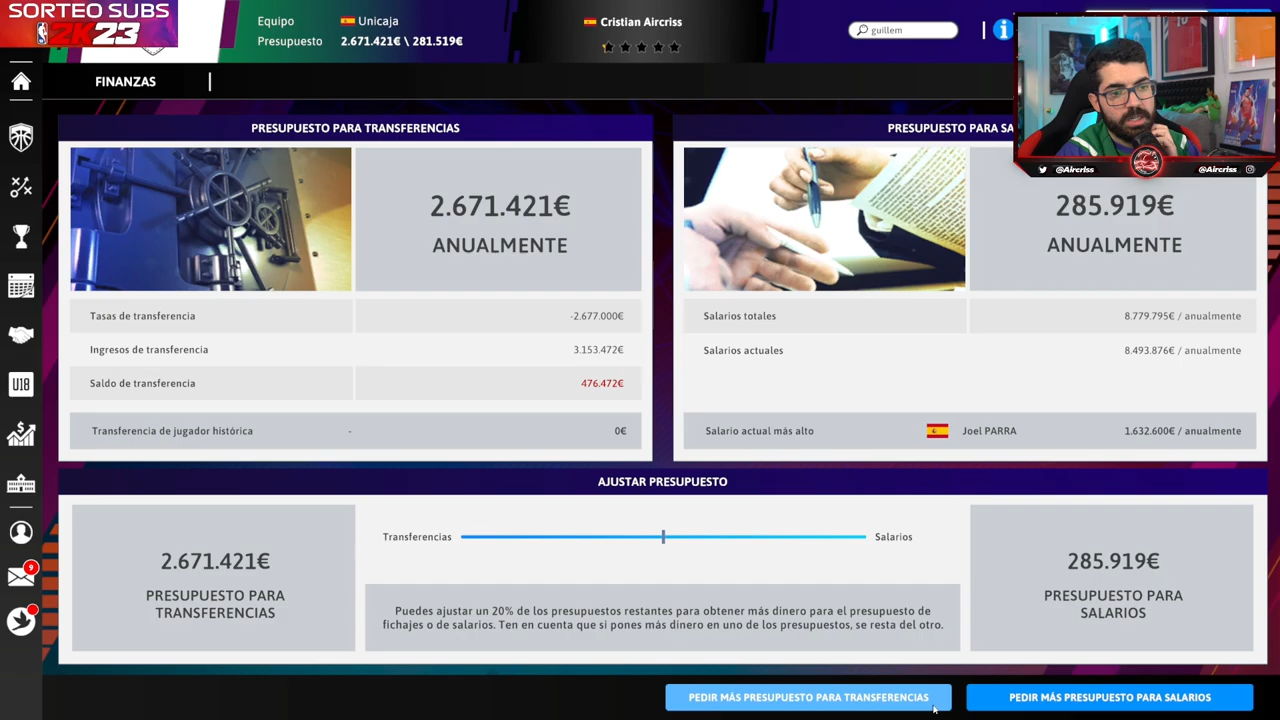 SORTEO SUBS
2K23
Equipo
Unicaja
Presupuesto
2.671.421€ \ 281.519€
Cristian Aircriss
guillem
FINANZAS
PRESUPUESTO PARA TRANSFERENCIAS
2.671.421€
ANUALMENTE
Tasas de transferencia
-2.677.000€
Ingresos de transferencia
3.153.472€
Saldo de transferencia
476.472€
Transferencia de jugador histórica
-
0€
PRESUPUESTO PARA SA
@Aircriss
@Aircriss
285.919€
ANUALMENTE
Salarios totales
8.779.795€ / anualmente
Salarios actuales
8.493.876€ / anualmente
Salario actual más alto
Joel PARRA
1.632.600€ / anualmente
AJUSTAR PRESUPUESTO
2.671.421€
PRESUPUESTO PARA
TRANSFERENCIAS
Transferencias
Salarios
Puedes ajustar un 20% de los presupuestos restantes para obtener más dinero para el presupuesto de
fichajes o de salarios. Ten en cuenta que si pones más dinero en uno de los presupuestos, se resta del otro.
285.919€
PRESUPUESTO PARA
SALARIOS
U18
9
PEDIR MÁS PRESUPUESTO PARA TRANSFERENCIAS
PEDIR MÁS PRESUPUESTO PARA SALARIOS